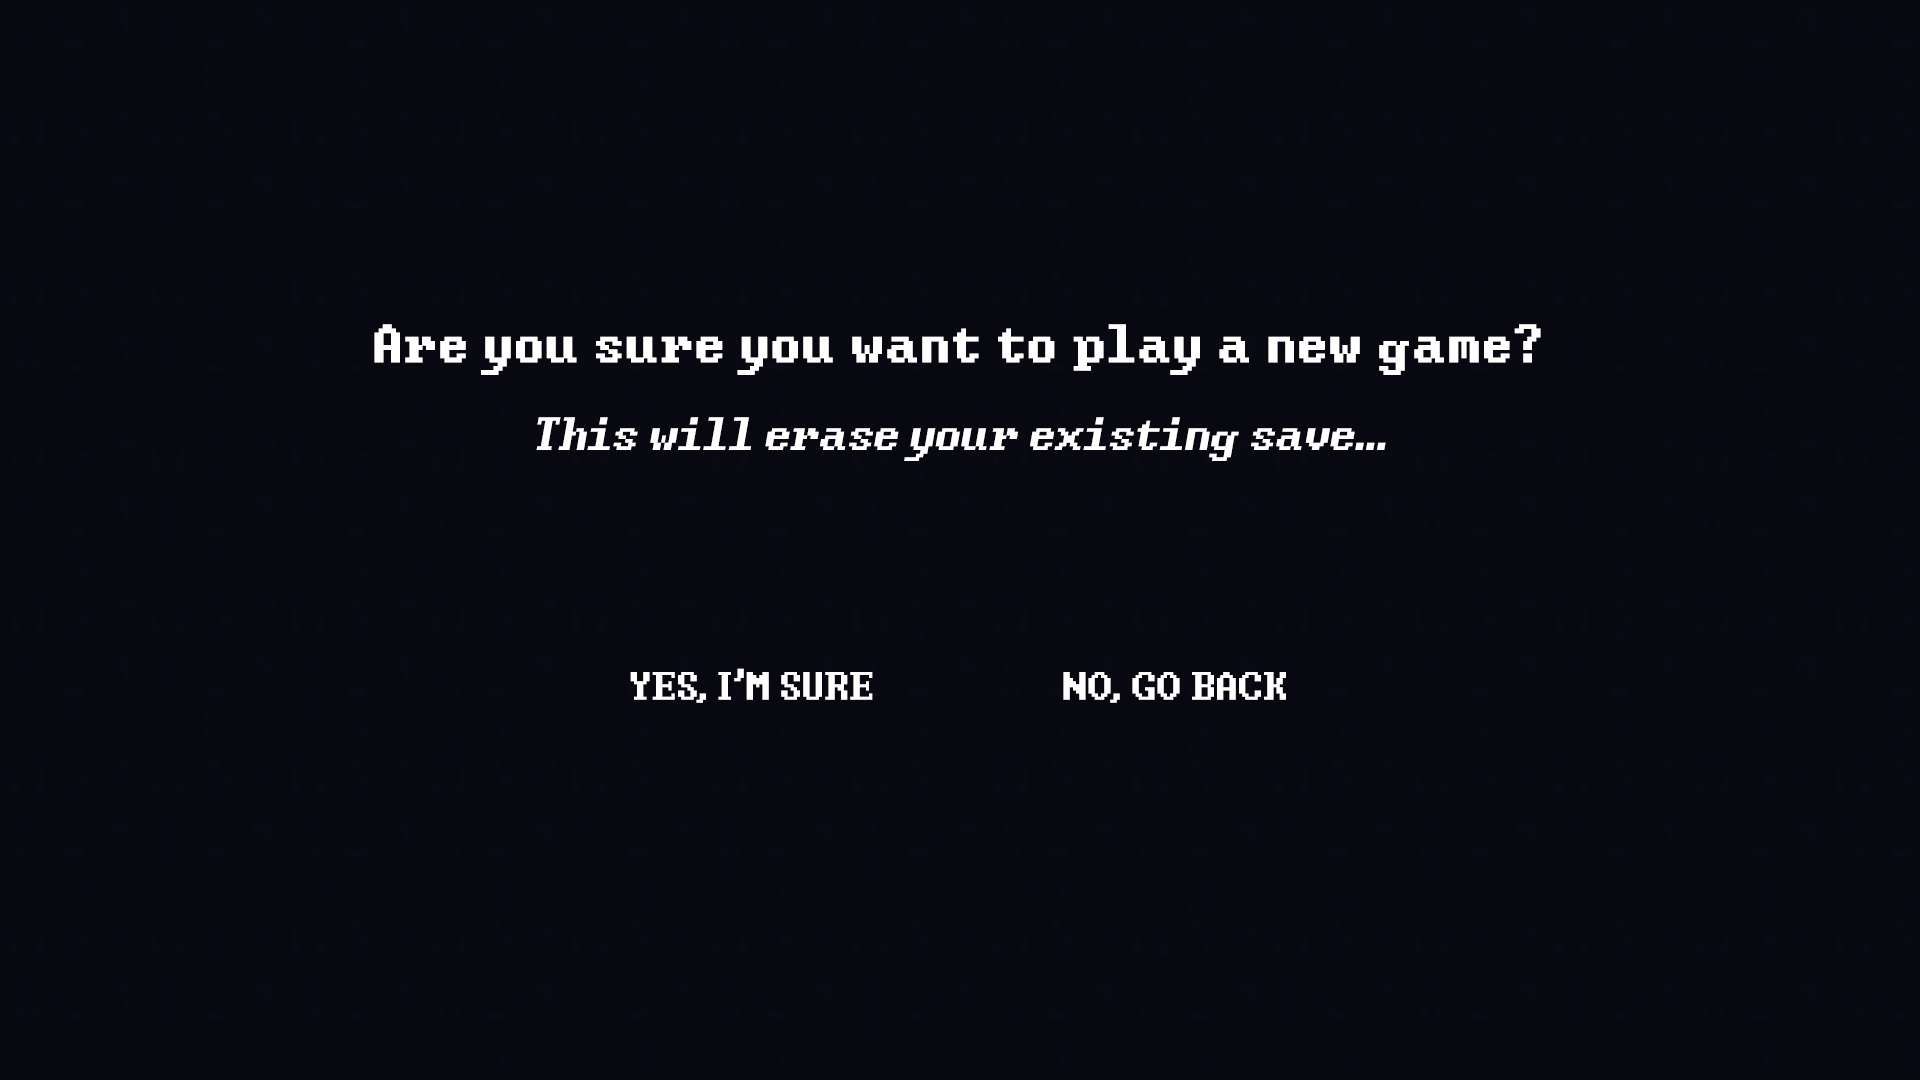 Are you sure you want to play a new game?
This will erase your existing save...
YES, I'M SURE
NO, GO BACK